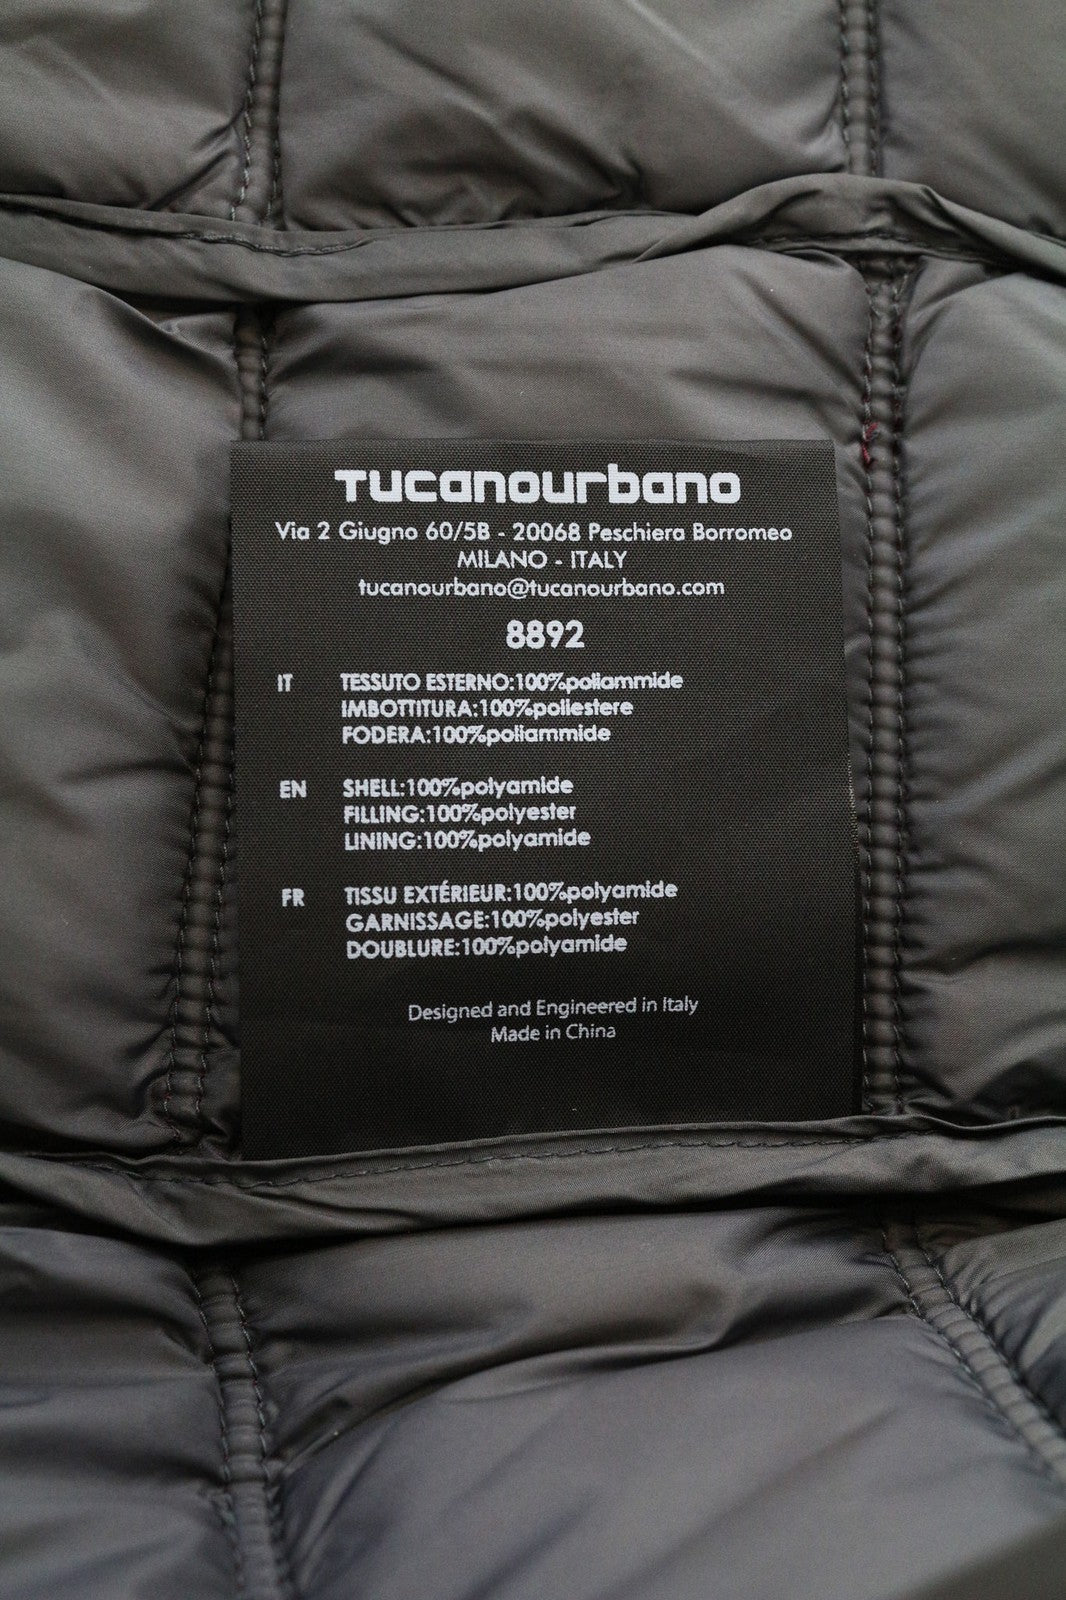 TUCANOURBANO
Via 2 Giugno 60/5B - 20068 Peschiera Borromeo
MILANO - ITALY
tucanourbano@tucanourbano.com
8892
IT TESSUTO ESTERNO:100%poliammide
IMBOTTITURA:100%poliestere
FODERA:100%poliammide
EN SHELL:100%polyamide
FILLING:100%polyester
LINING:100%polyamide
FR TISSU EXTÉRIEUR:100%polyamide
GARNISSAGE:100%polyester
DOUBLURE:100%polyamide
Designed and Engineered in Italy
Made in China